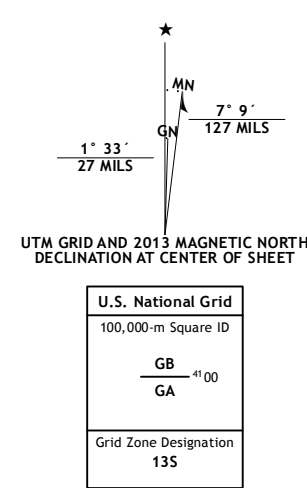 ★
MN
7° 9´
127 MILS
GN
1° 33´
27 MILS
UTM GRID AND 2013 MAGNETIC NORTH
DECLINATION AT CENTER OF SHEET
U.S. National Grid
100,000-m Square ID
GB
4100
GA
Grid Zone Designation
13S